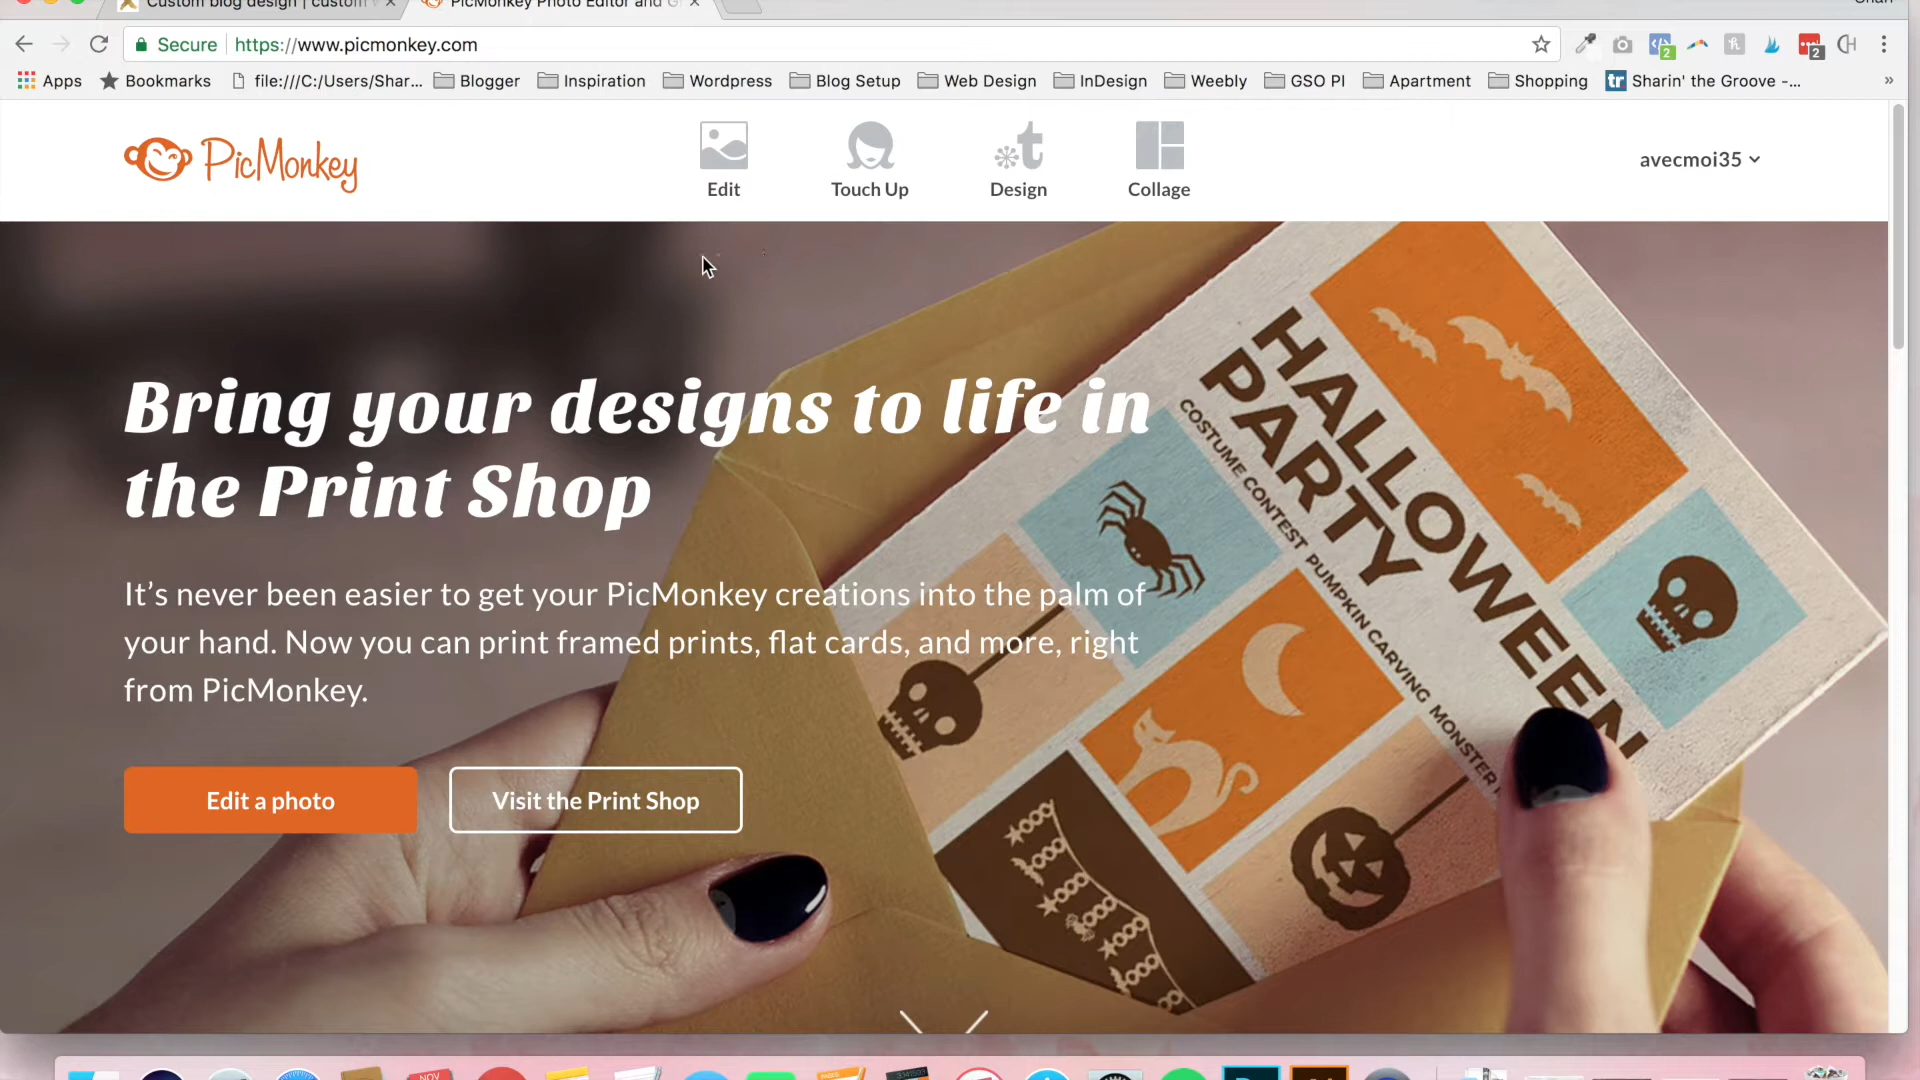 Custom blog design | custom
PicMonkey Photo Editor and G
Secure https://www.picmonkey.com
2
2
Apps Bookmarks file:///C:/Users/Shar... Blogger Inspiration Wordpress Blog Setup Web Design InDesign Weebly GSO PI Apartment Shopping tr Sharin' the Groove -... »
PicMonkey
Edit Touch Up Design Collage
avecmoi35
Bring your designs to life in
the Print Shop
It’s never been easier to get your PicMonkey creations into the palm of
your hand. Now you can print framed prints, flat cards, and more, right
from PicMonkey.
Edit a photo
Visit the Print Shop
HALLOWEEN
PARTY
COSTUME CONTEST PUMPKIN CARVING MONSTER
NOV